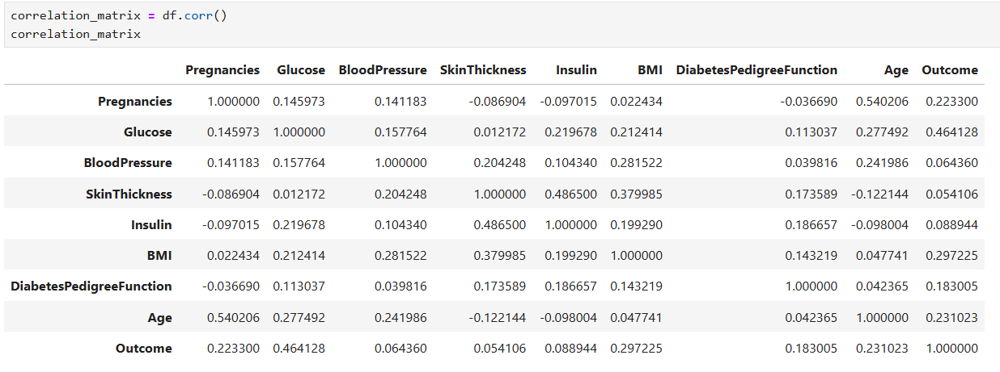 correlation_matrix = df.corr()
correlation_matrix
Pregnancies Glucose BloodPressure SkinThickness Insulin BMI DiabetesPedigreeFunction Age Outcome
Pregnancies 1.000000 0.145973 0.141183 -0.086904 -0.097015 0.022434 -0.036690 0.540206 0.223300
Glucose 0.145973 1.000000 0.157764 0.012172 0.219678 0.212414 0.113037 0.277492 0.464128
BloodPressure 0.141183 0.157764 1.000000 0.204248 0.104340 0.281522 0.039816 0.241986 0.064360
SkinThickness -0.086904 0.012172 0.204248 1.000000 0.486500 0.379985 0.173589 -0.122144 0.054106
Insulin -0.097015 0.219678 0.104340 0.486500 1.000000 0.199290 0.186657 -0.098004 0.088944
BMI 0.022434 0.212414 0.281522 0.379985 0.199290 1.000000 0.143219 0.047741 0.297225
DiabetesPedigreeFunction -0.036690 0.113037 0.039816 0.173589 0.186657 0.143219 1.000000 0.042365 0.183005
Age 0.540206 0.277492 0.241986 -0.122144 -0.098004 0.047741 0.042365 1.000000 0.231023
Outcome 0.223300 0.464128 0.064360 0.054106 0.088944 0.297225 0.183005 0.231023 1.000000